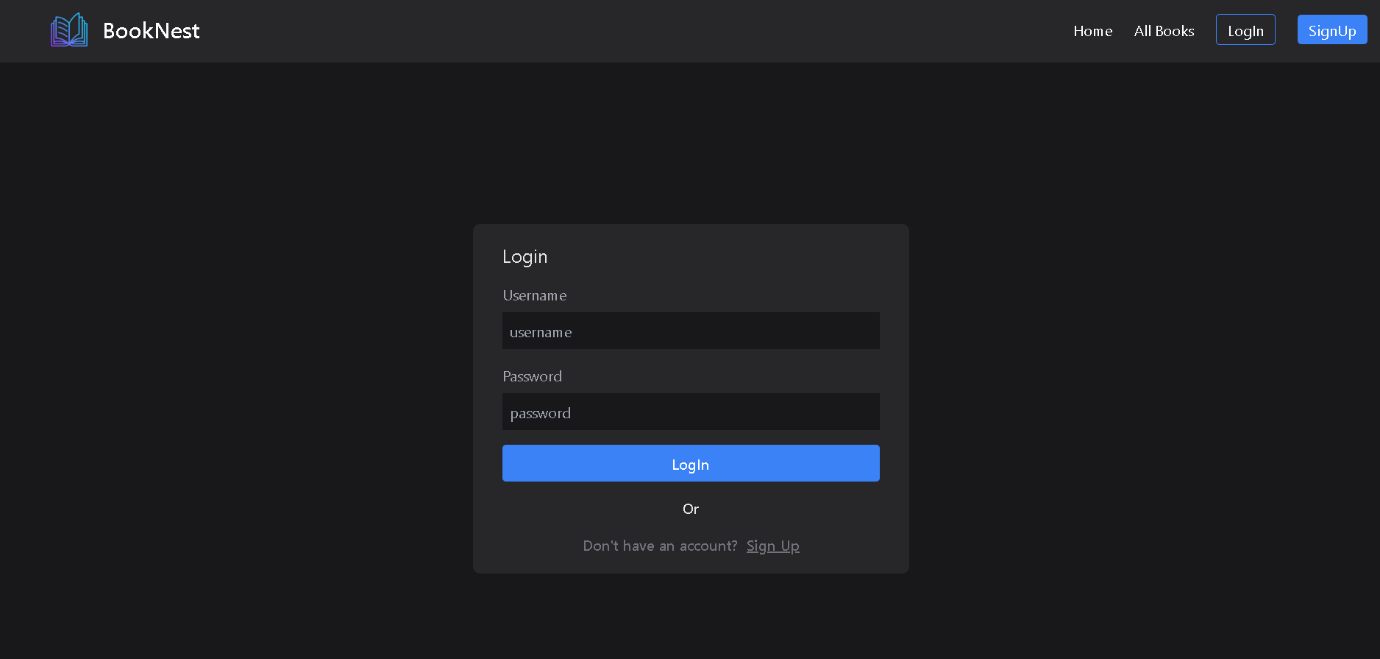 BookNest
Home
All Books
LogIn
SignUp
Login
Username
username
Password
password
LogIn
Or
Don't have an account? Sign Up